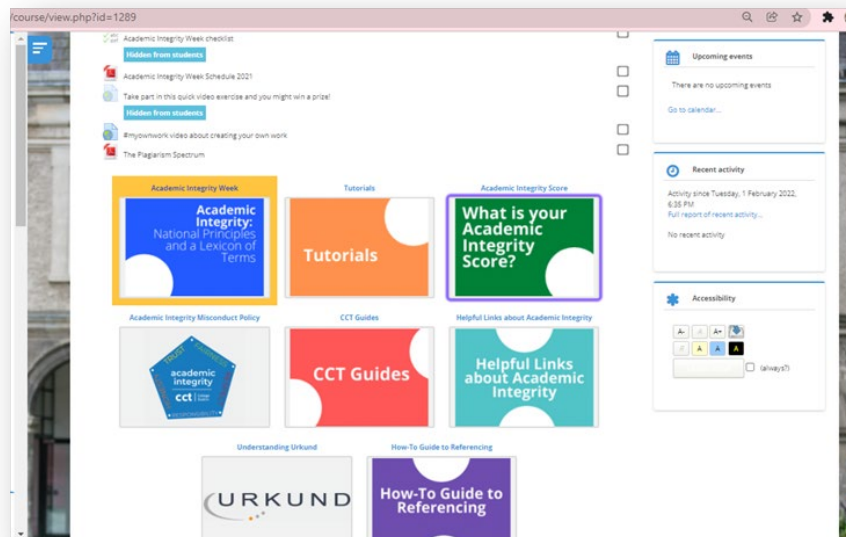 /course/view.php?id=1289
Academic Integrity Week checklist
Hidden from students
Academic Integrity Week Schedule 2021
Take part in this quick video exercise and you might win a prize!
Hidden from students
#myownwork video about creating your own work
The Plagiarism Spectrum
Academic Integrity Week
Tutorials
Academic Integrity Score
Academic
Integrity:
National Principles
and a Lexicon of
Terms
Tutorials
What is your
Academic
Integrity
Score?
Academic Integrity Misconduct Policy
CCT Guides
Helpful Links about Academic Integrity
TRUST
FAIRNESS
RESPONSIBILITY
academic
integrity
cct
CCT Guides
Helpful Links
about Academic
Integrity
Understanding Urkund
How-To Guide to Referencing
URKUND
How-To Guide to
Referencing
Upcoming events
There are no upcoming events
Go to calendar...
Recent activity
Activity since Tuesday, 1 February 2022,
6:35 PM
Full report of recent activity...
No recent activity
Accessibility
A- A A+
A A A A
(always?)